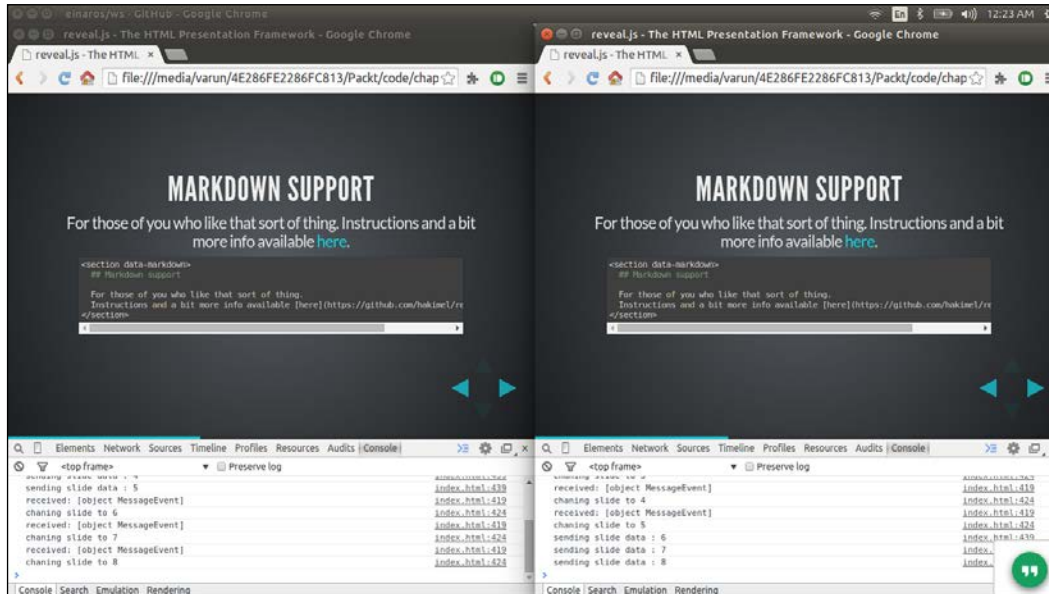 einaros/ws - GitHub - Google Chrome
En
12:23 AM
reveal.js - The HTML Presentation Framework - Google Chrome
reveal.js - The HTML
file:///media/varun/4E286FE2286FC813/Packt/code/chap
MARKDOWN SUPPORT
For those of you who like that sort of thing. Instructions and a bit
more info available here.
<section data-markdown>
## Markdown support
For those of you who like that sort of thing.
Instructions and a bit more info available [here](https://github.com/hakimel/re
</section>
Elements Network Sources Timeline Profiles Resources Audits Console
<top frame> Preserve log
sending slide data : 5 index.html:439
received: [object MessageEvent] index.html:419
chaning slide to 6 index.html:424
received: [object MessageEvent] index.html:419
chaning slide to 7 index.html:424
received: [object MessageEvent] index.html:419
chaning slide to 8 index.html:424
Console Search Emulation Rendering
reveal.js - The HTML Presentation Framework - Google Chrome
reveal.js - The HTML
file:///media/varun/4E286FE2286FC813/Packt/code/chap
MARKDOWN SUPPORT
For those of you who like that sort of thing. Instructions and a bit
more info available here.
<section data-markdown>
## Markdown support
For those of you who like that sort of thing.
Instructions and a bit more info available [here](https://github.com/hakimel/re
</section>
Elements Network Sources Timeline Profiles Resources Audits Console
<top frame> Preserve log
received: [object MessageEvent] index.html:419
chaning slide to 4 index.html:424
received: [object MessageEvent] index.html:419
chaning slide to 5 index.html:424
sending slide data : 6 index.html:439
sending slide data : 7 index.
sending slide data : 8 index.
Console Search Emulation Rendering